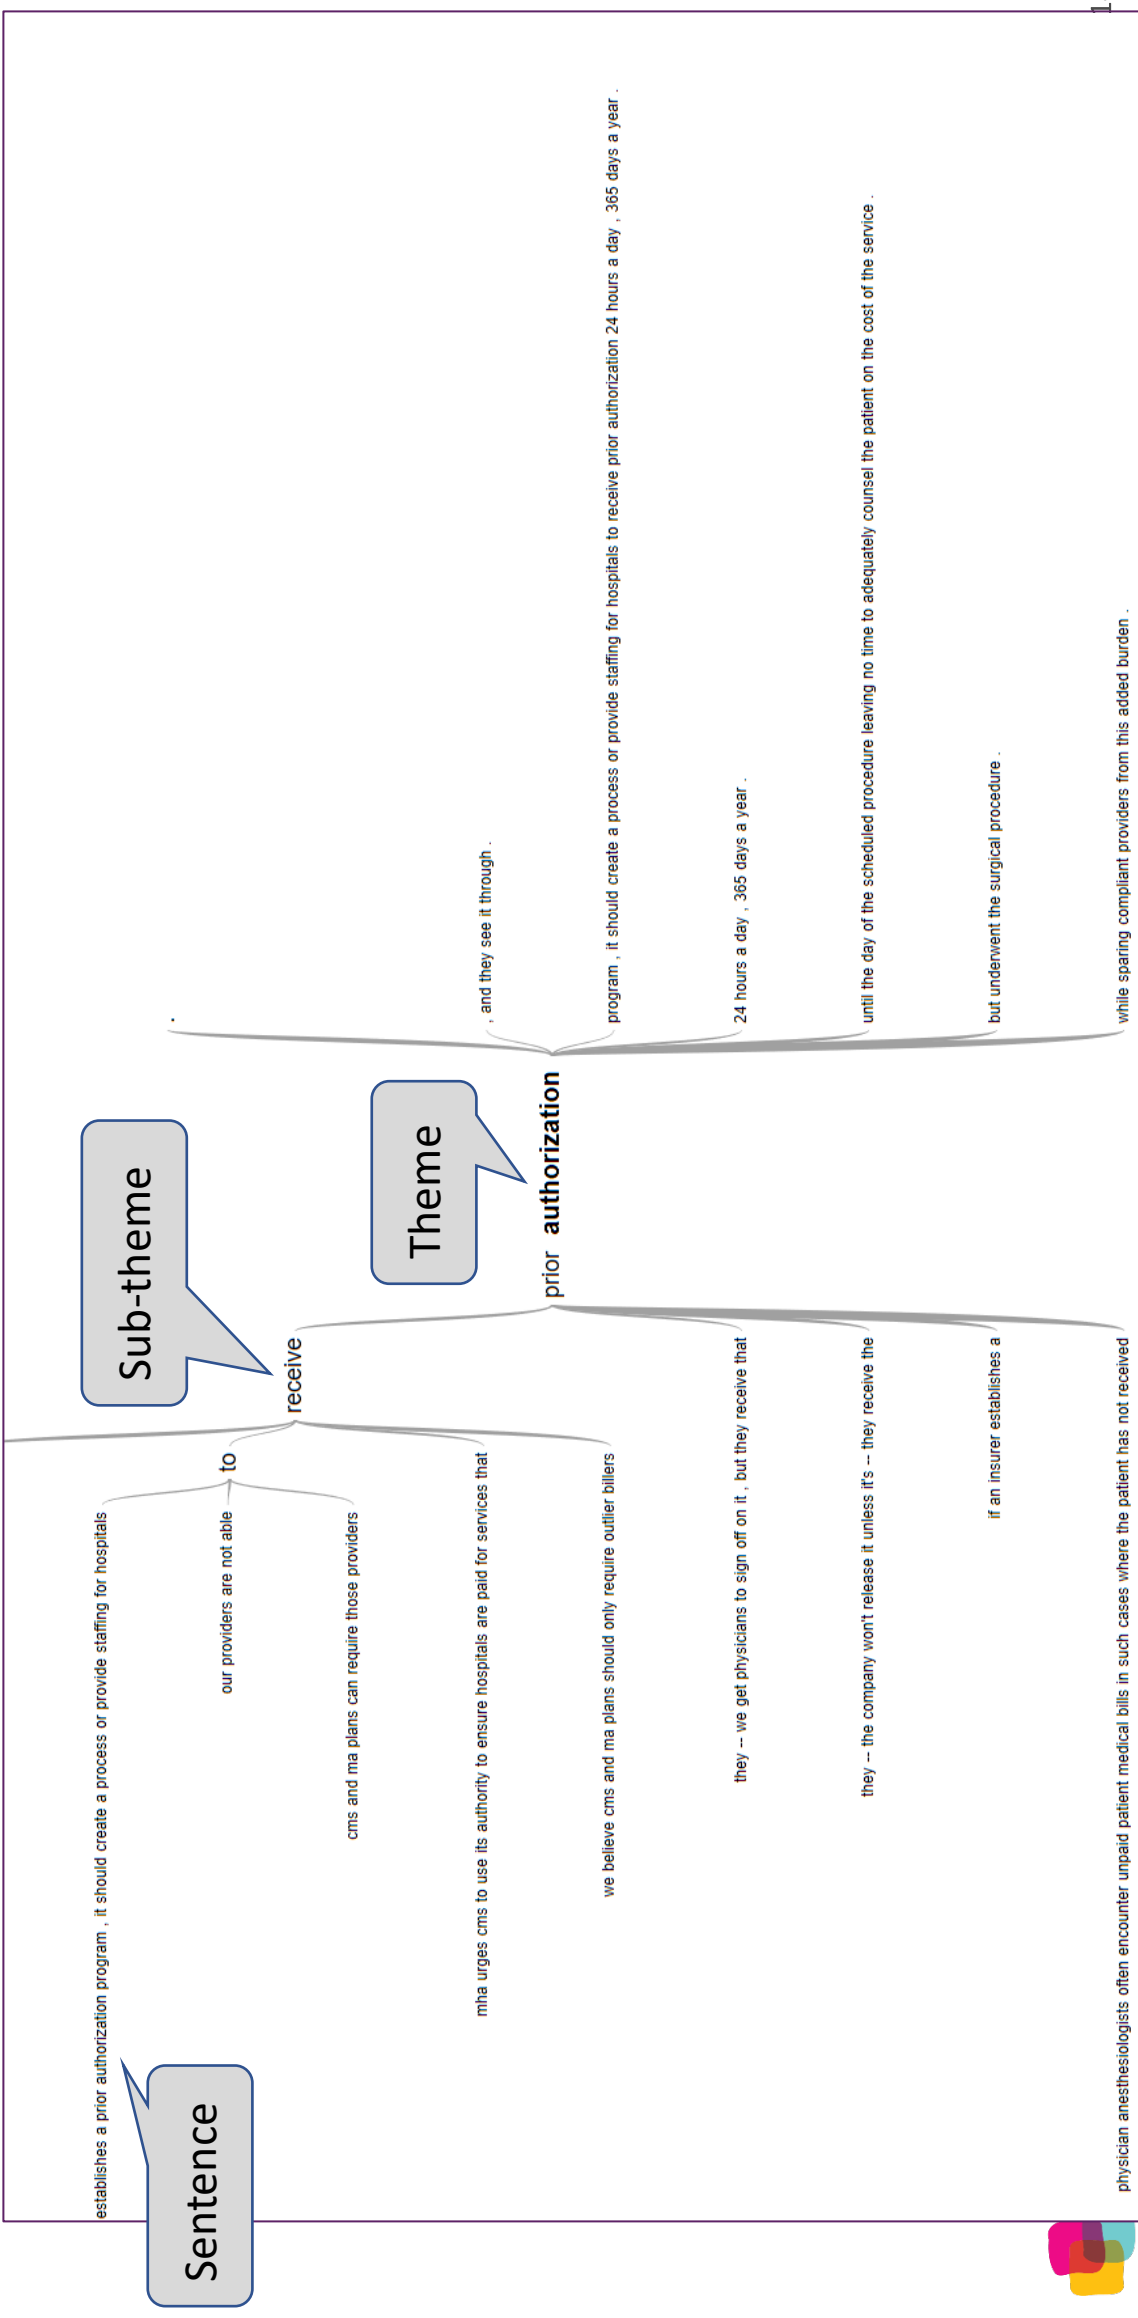 Sentence
Sub-theme
Theme
establishes a prior authorization program , it should create a process or provide staffing for hospitals
our providers are not able
to
cms and ma plans can require those providers
receive
mha urges cms to use its authority to ensure hospitals are paid for services that
we believe cms and ma plans should only require outlier billers
they -- we get physicians to sign off on it , but they receive that
they -- the company won't release it unless it's -- they receive the
if an insurer establishes a
physician anesthesiologists often encounter unpaid patient medical bills in such cases where the patient has not received
prior authorization
.
, and they see it through .
program , it should create a process or provide staffing for hospitals to receive prior authorization 24 hours a day , 365 days a year .
24 hours a day , 365 days a year .
until the day of the scheduled procedure leaving no time to adequately counsel the patient on the cost of the service .
but underwent the surgical procedure .
while sparing compliant providers from this added burden .